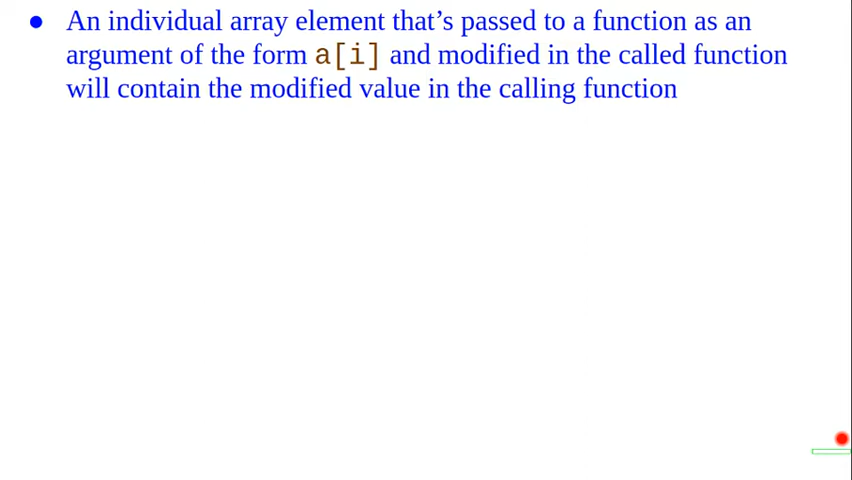 ● An individual array element that’s passed to a function as an
argument of the form a[i] and modified in the called function
will contain the modified value in the calling function